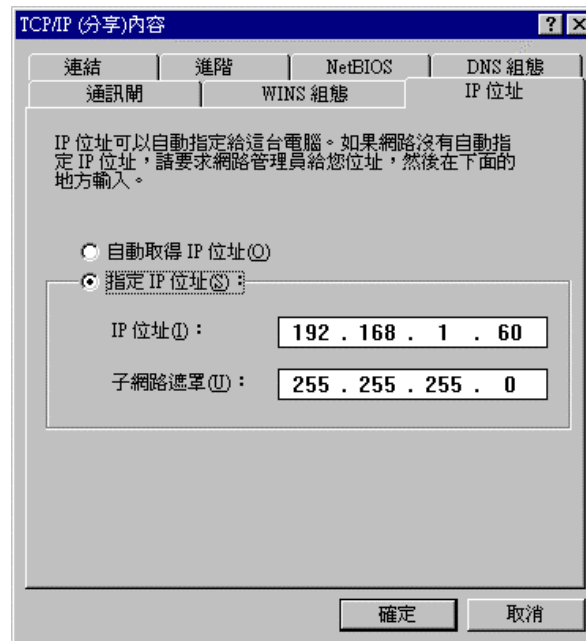 TCP/IP (分享)內容
連結 進階 NetBIOS DNS 組態
通訊閘 WINS 組態 IP 位址
IP 位址可以自動指定給這台電腦。如果網路沒有自動指
定 IP 位址，請要求網路管理員給您位址，然後在下面的
地方輸入。
自動取得 IP 位址(O)
指定 IP 位址(S)：
IP 位址(I)： 192 . 168 . 1 . 60
子網路遮罩(U)： 255 . 255 . 255 . 0
確定 取消